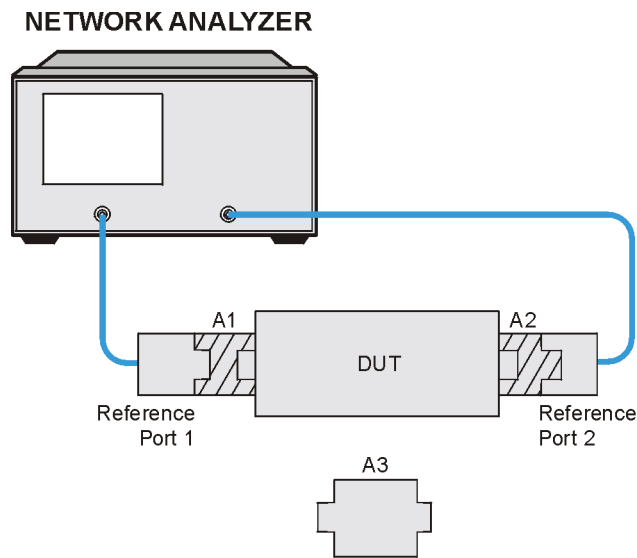 NETWORK ANALYZER
A1
A2
DUT
Reference
Port 1
Reference
Port 2
A3